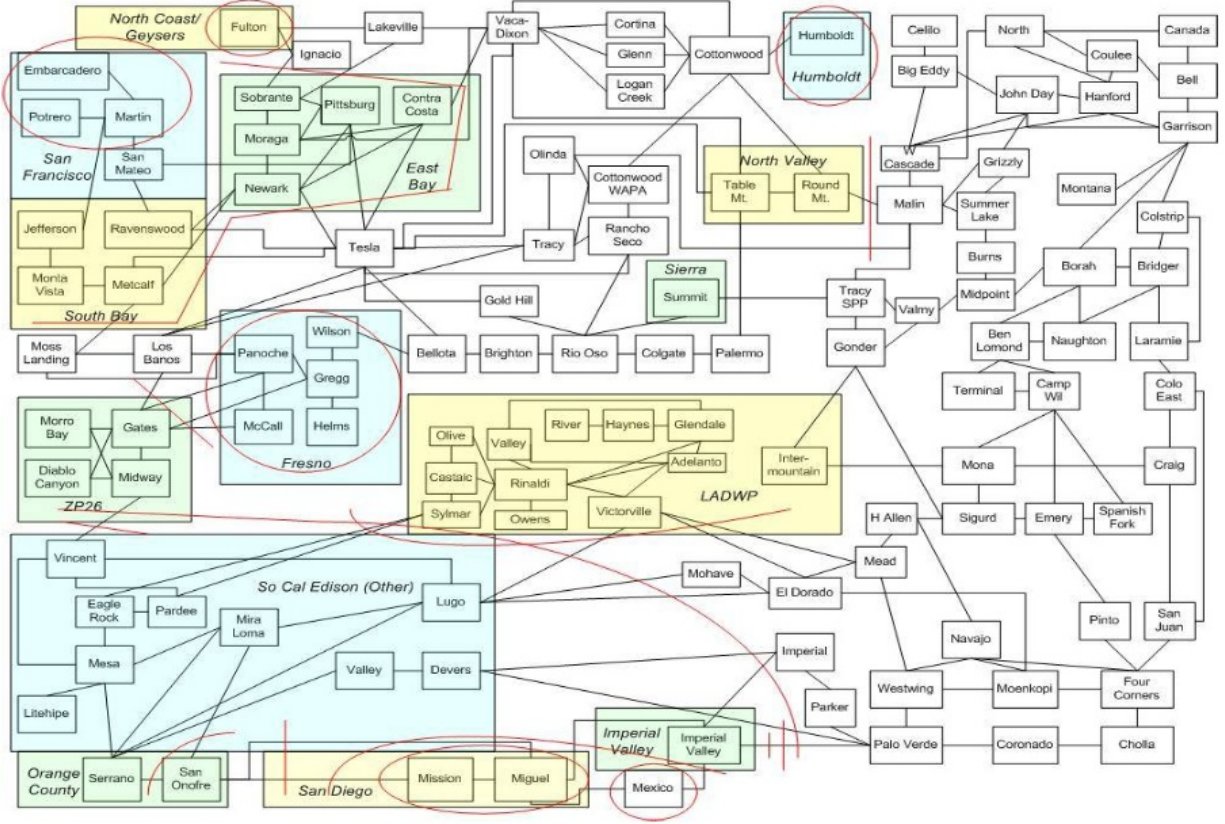 North Coast/
Geysers
Fulton
Lakeville
Ignacio
Vaca-
Dixon
Cortina
Glenn
Logan
Creek
Cottonwood
Humboldt
Humboldt
Celilo
North
Canada
Big Eddy
Coulee
Bell
John Day
Hanford
Garrison
Embarcadero
Potrero
Martin
San
Francisco
San
Mateo
Sobrante
Pittsburg
Contra
Costa
Moraga
Newark
East
Bay
Olinda
Cottonwood
WAPA
North Valley
Table
Mt.
Round
Mt.
W
Cascade
Grizzly
Malin
Summer
Lake
Montana
Colstrip
Jefferson
Ravenswood
Tesla
Tracy
Rancho
Seco
Burns
Borah
Bridger
Monta
Vista
Metcalf
South Bay
Sierra
Summit
Gold Hill
Tracy
SPP
Valmy
Midpoint
Moss
Landing
Los
Banos
Panoche
Wilson
Gregg
McCall
Helms
Fresno
Bellota
Brighton
Rio Oso
Colgate
Palermo
Gonder
Ben
Lomond
Naughton
Laramie
Terminal
Camp
Wil
Colo
East
Morro
Bay
Gates
Diablo
Canyon
Midway
ZP26
Olive
Valley
River
Haynes
Glendale
Castaic
Rinaldi
Adelanto
Sylmar
Owens
Victorville
LADWP
Inter-
mountain
Mona
Craig
H Allen
Sigurd
Emery
Spanish
Fork
Vincent
So Cal Edison (Other)
Eagle
Rock
Pardee
Mira
Loma
Lugo
Mohave
El Dorado
Mead
Mesa
Valley
Devers
Litehipe
Imperial
Parker
Navajo
Pinto
San
Juan
Westwing
Moenkopi
Four
Corners
Palo Verde
Coronado
Cholla
Orange
County
Serrano
San
Onofre
San Diego
Mission
Miguel
Imperial
Valley
Imperial
Valley
Mexico